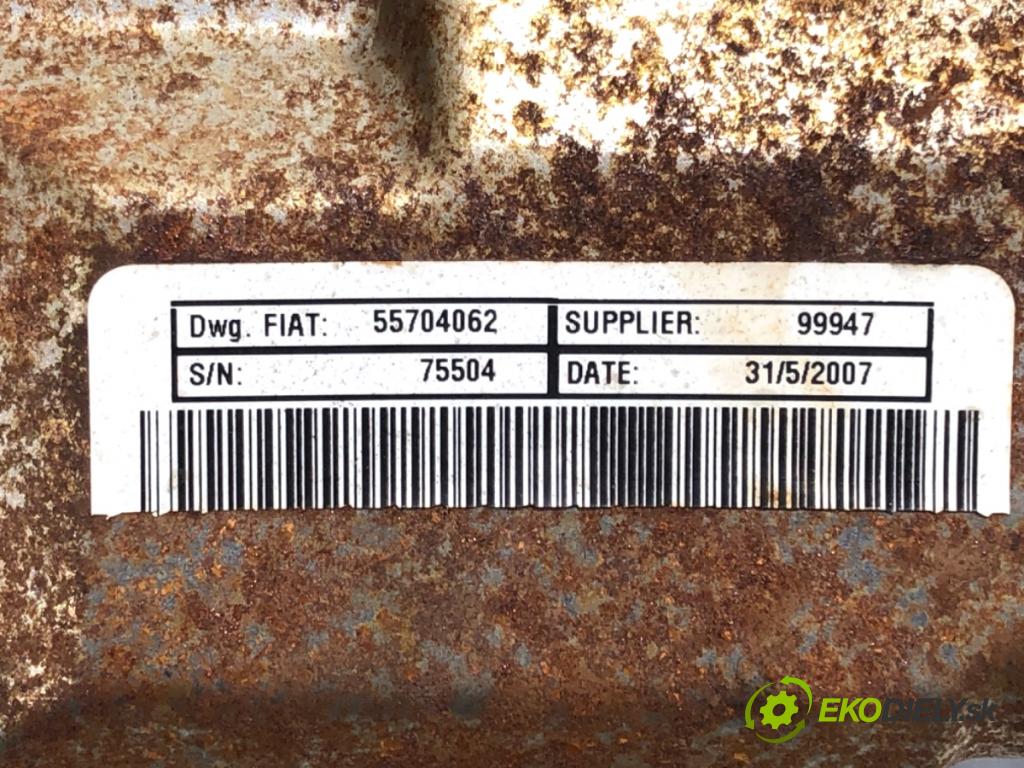 Dwg. FIAT: 55704062 SUPPLIER: 99947
S/N: 75504 DATE: 31/5/2007
EKODIELY.sk